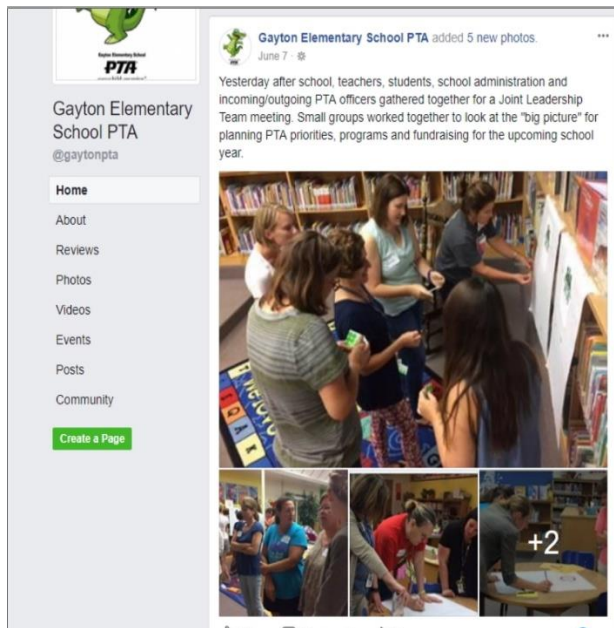 Gayton Elementary School
PTA
Gayton Elementary
School PTA
@gaytonpta
Home
About
Reviews
Photos
Videos
Events
Posts
Community
Create a Page
Gayton Elementary School PTA added 5 new photos.
June 7
Yesterday after school, teachers, students, school administration and
incoming/outgoing PTA officers gathered together for a Joint Leadership
Team meeting. Small groups worked together to look at the "big picture" for
planning PTA priorities, programs and fundraising for the upcoming school
year.
+2